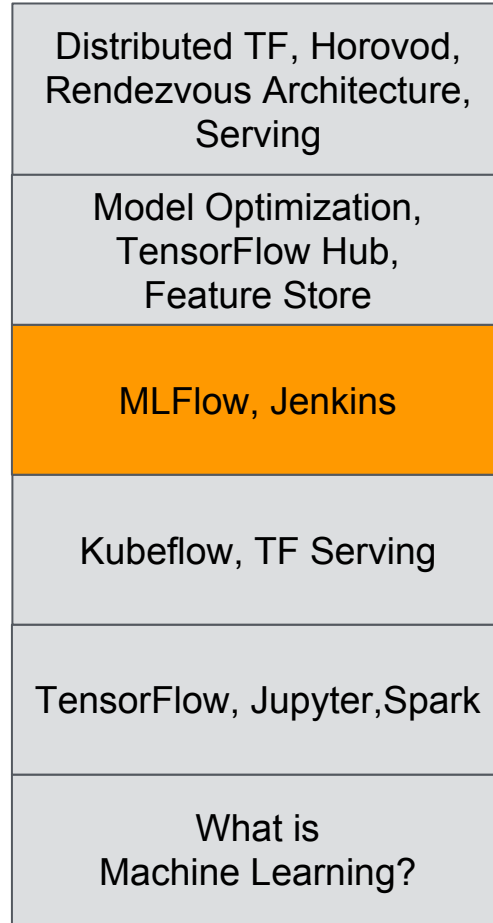 Distributed TF, Horovod,
Rendezvous Architecture,
Serving
Model Optimization,
TensorFlow Hub,
Feature Store
MLFlow, Jenkins
Kubeflow, TF Serving
TensorFlow, Jupyter,Spark
What is
Machine Learning?